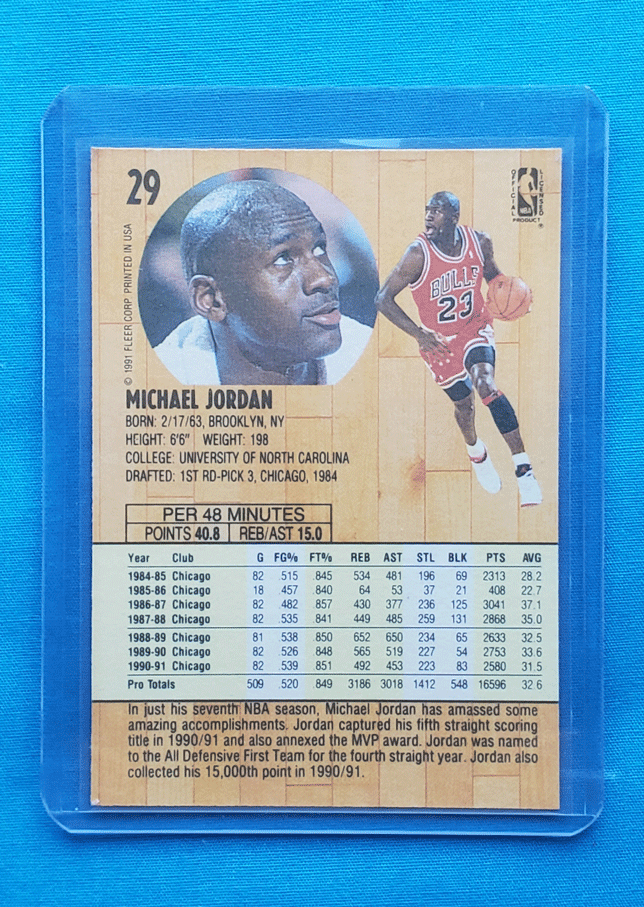 29
© 1991 FLEER CORP. PRINTED IN USA
OFFICIAL LICENSED
NBA
PRODUCT ®
BULLS
23
MICHAEL JORDAN
BORN: 2/17/63, BROOKLYN, NY
HEIGHT: 6'6" WEIGHT: 198
COLLEGE: UNIVERSITY OF NORTH CAROLINA
DRAFTED: 1ST RD-PICK 3, CHICAGO, 1984
PER 48 MINUTES
POINTS 40.8 REB/AST 15.0
Year Club G FG% FT% REB AST STL BLK PTS AVG
1984-85 Chicago 82 .515 .845 534 481 196 69 2313 28.2
1985-86 Chicago 18 .457 .840 64 53 37 21 408 22.7
1986-87 Chicago 82 .482 .857 430 377 236 125 3041 37.1
1987-88 Chicago 82 .535 .841 449 485 259 131 2868 35.0
1988-89 Chicago 81 .538 .850 652 650 234 65 2633 32.5
1989-90 Chicago 82 .526 .848 565 519 227 54 2753 33.6
1990-91 Chicago 82 .539 .851 492 453 223 83 2580 31.5
Pro Totals 509 .520 .849 3186 3018 1412 548 16596 32.6
In just his seventh NBA season, Michael Jordan has amassed some
amazing accomplishments. Jordan captured his fifth straight scoring
title in 1990/91 and also annexed the MVP award. Jordan was named
to the All Defensive First Team for the fourth straight year. Jordan also
collected his 15,000th point in 1990/91.